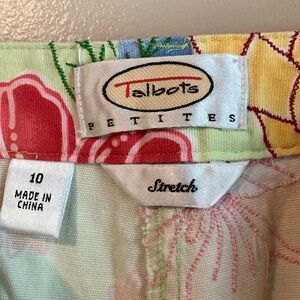 Talbots
PETITES
10
MADE IN
CHINA
Stretch